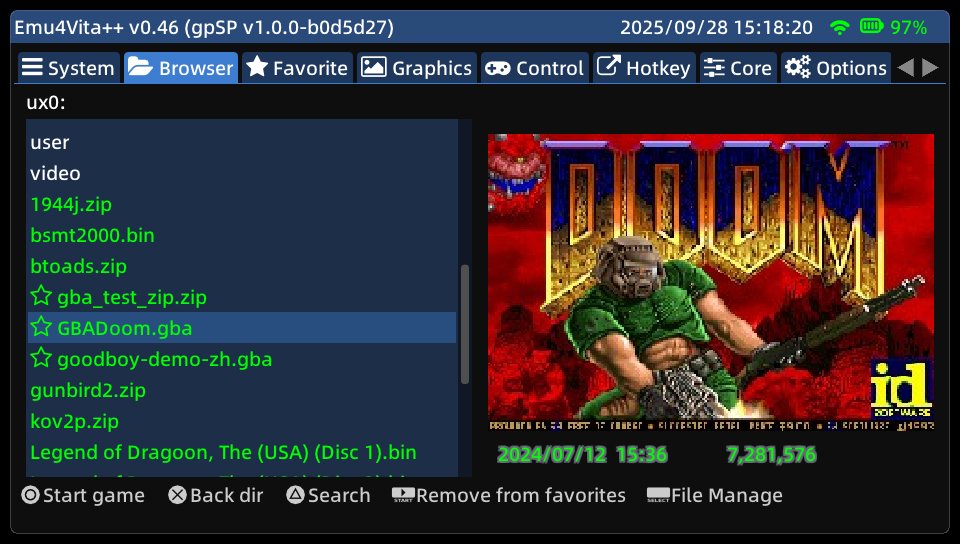 Emu4Vita++ v0.46 (gpSP v1.0.0-b0d5d27) 2025/09/28 15:18:20 97%
System Browser Favorite Graphics Control Hotkey Core Options
ux0:
user
video
1944j.zip
bsmt2000.bin
btoads.zip
gba_test_zip.zip
GBADoom.gba
goodboy-demo-zh.gba
gunbird2.zip
kov2p.zip
Legend of Dragoon, The (USA) (Disc 1).bin
DOOM
TM
id
SOFTWARE
2024/07/12 15:36 7,281,576
Start game Back dir Search START Remove from favorites SELECT File Manage